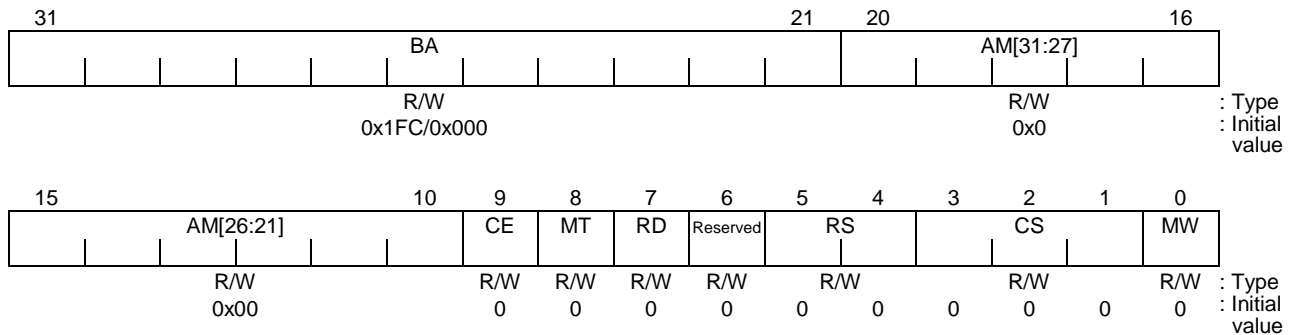 31 21 20 16
BA AM[31:27]
R/W R/W : Type
0x1FC/0x000 0x0 : Initial
value
15 10 9 8 7 6 5 4 3 2 1 0
AM[26:21] CE MT RD Reserved RS CS MW
R/W R/W R/W R/W R/W R/W R/W R/W : Type
0x00 0 0 0 0 0 0 0 0 0 0 : Initial
value